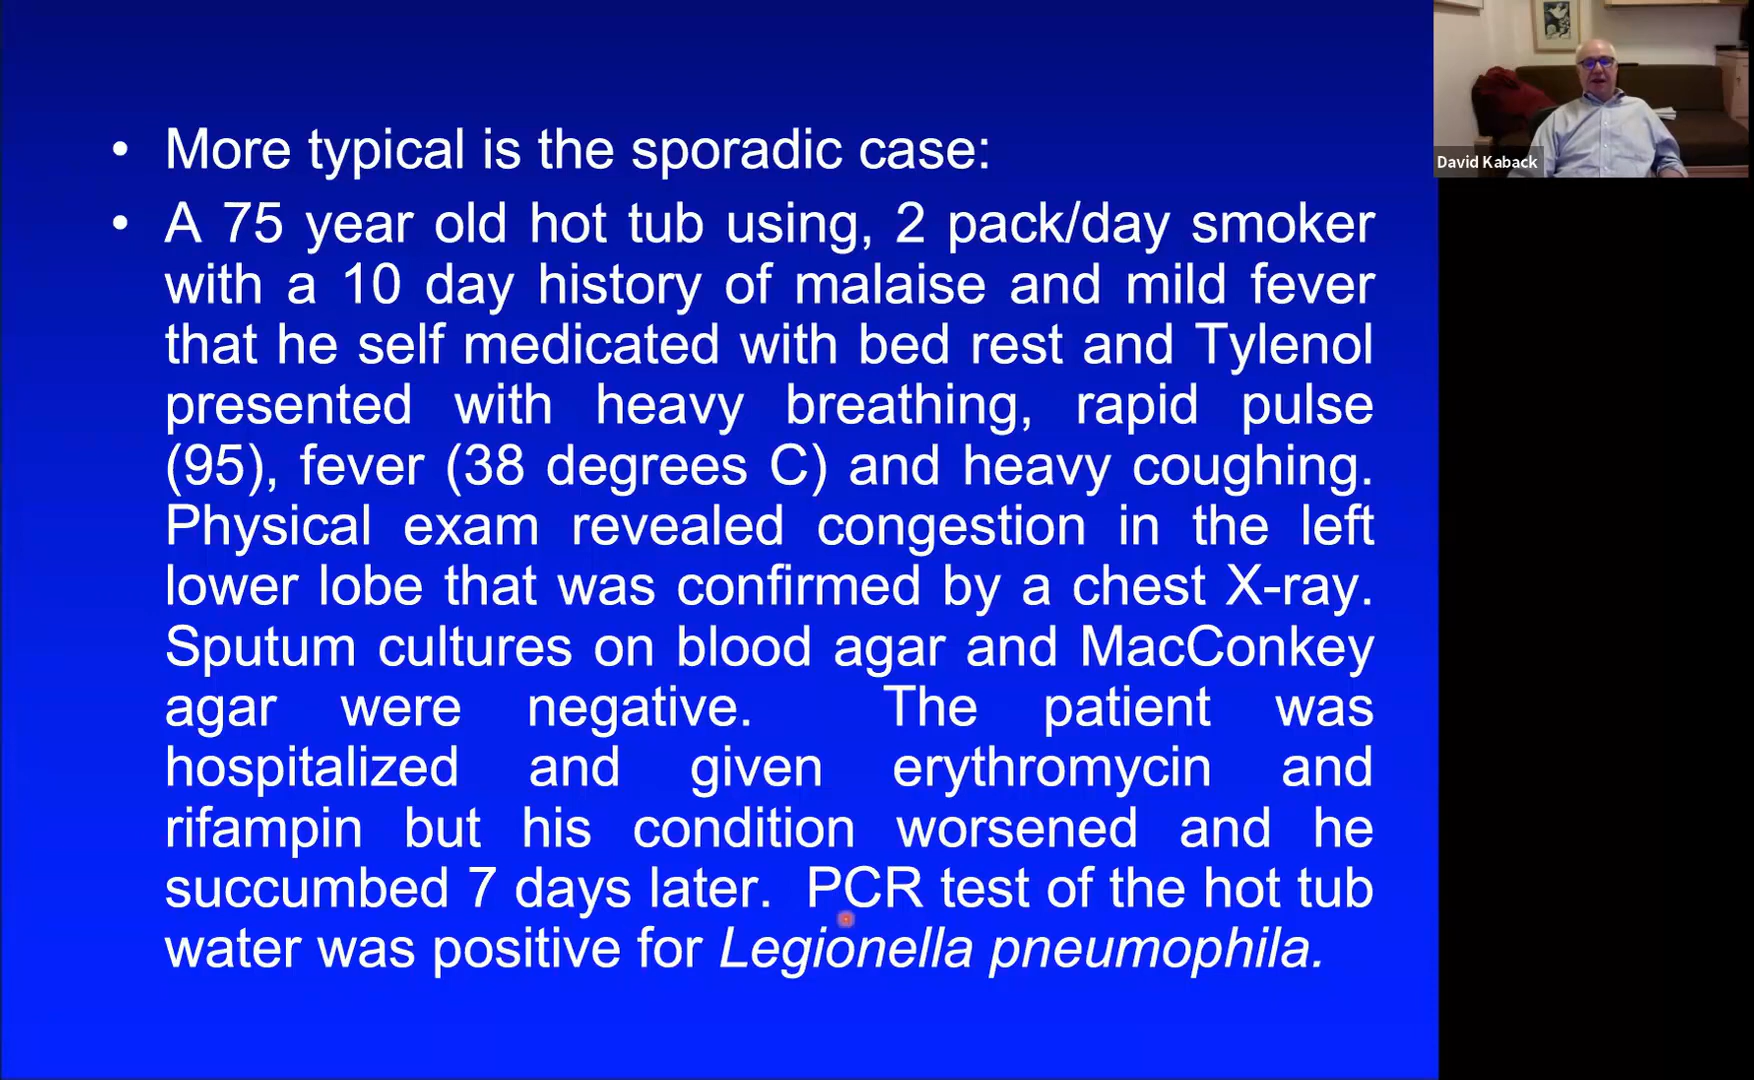 • More typical is the sporadic case:
• A 75 year old hot tub using, 2 pack/day smoker
with a 10 day history of malaise and mild fever
that he self medicated with bed rest and Tylenol
presented with heavy breathing, rapid pulse
(95), fever (38 degrees C) and heavy coughing.
Physical exam revealed congestion in the left
lower lobe that was confirmed by a chest X-ray.
Sputum cultures on blood agar and MacConkey
agar were negative. The patient was
hospitalized and given erythromycin and
rifampin but his condition worsened and he
succumbed 7 days later. PCR test of the hot tub
water was positive for Legionella pneumophila.
David Kaback